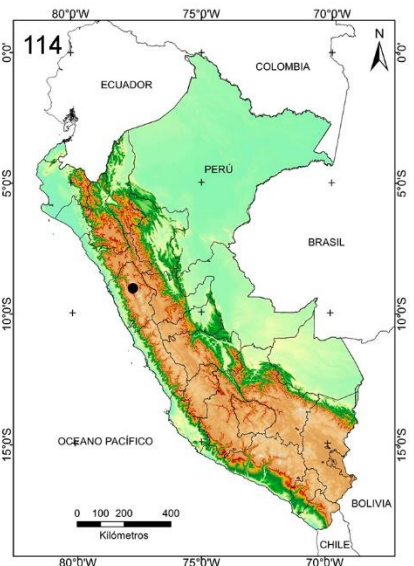 80°0'W 75°0'W 70°0'W
114
N
0°0'
0°0'
COLOMBIA
ECUADOR
PERÚ
5°0'S
5°0'S
BRASIL
10°0'S
10°0'S
OCEANO PACÍFICO
15°0'S
15°0'S
BOLIVIA
0 100 200 400
Kilómetros
CHILE
80°0'W 75°0'W 70°0'W